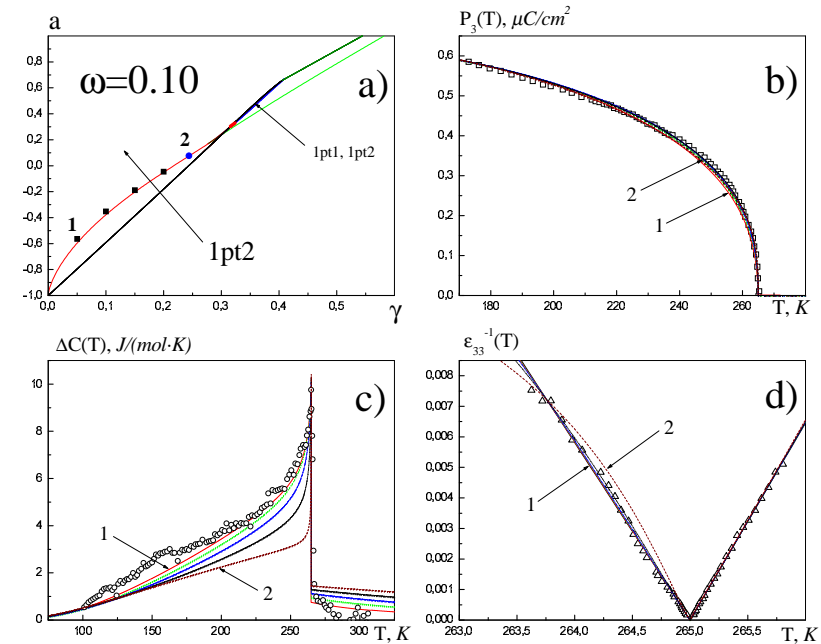 a
1,0
0,8
0,6
0,4
0,2
0,0
-0,2
-0,4
-0,6
-0,8
-1,0
ω=0.10
a)
2
1pt1, 1pt2
1
1pt2
0,0 0,1 0,2 0,3 0,4 0,5
γ
P₃(T), μC/cm²
0,6
0,5
0,4
0,3
0,2
0,1
0,0
b)
2
1
180 200 220 240 260
T, K
ΔC(T), J/(mol·K)
10
8
6
4
2
0
c)
1
2
100 150 200 250 300
T, K
ε₃₃⁻¹(T)
0,008
0,007
0,006
0,005
0,004
0,003
0,002
0,001
0,000
d)
2
1
263,0 263,5 264,0 264,5 265,0 265,5
T, K